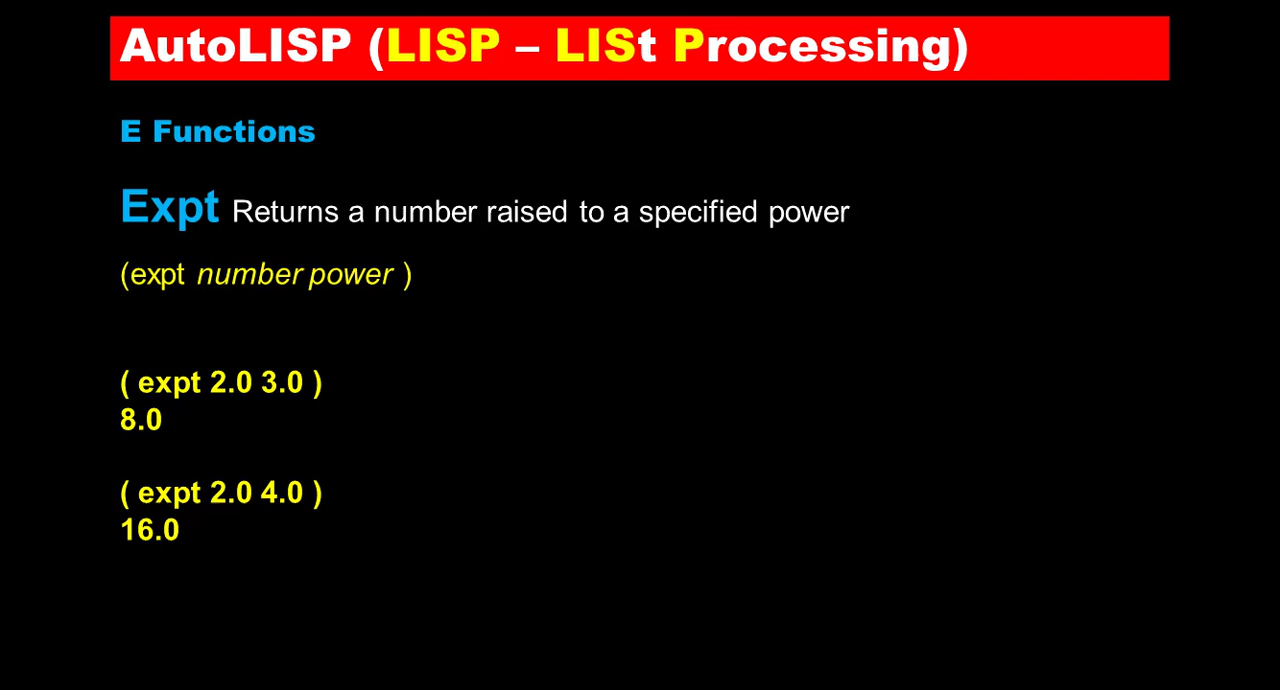 AutoLISP (LISP – LISt Processing)
E Functions
Expt Returns a number raised to a specified power
(expt number power )
( expt 2.0 3.0 )
8.0
( expt 2.0 4.0 )
16.0